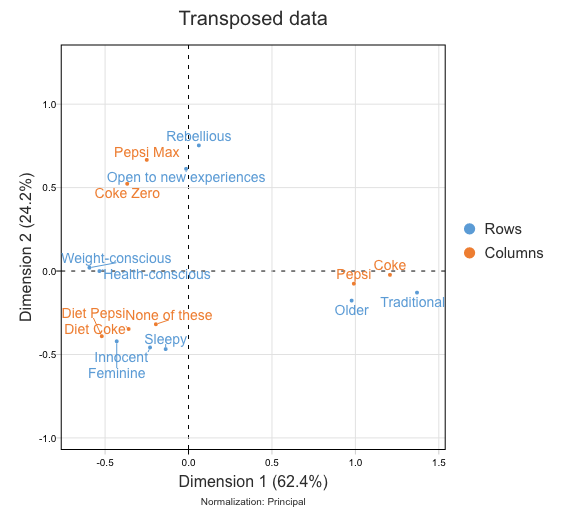 Transposed data
Rebellious
Pepsi Max
Open to new experiences
Coke Zero
Weight-conscious
Health-conscious
Coke
Pepsi
Traditional
Older
Diet Pepsi
None of these
Diet Coke
Sleepy
Innocent
Feminine
1.0
0.5
0.0
-0.5
-1.0
Dimension 2 (24.2%)
-0.5
0.0
0.5
1.0
1.5
Dimension 1 (62.4%)
Normalization: Principal
Rows
Columns